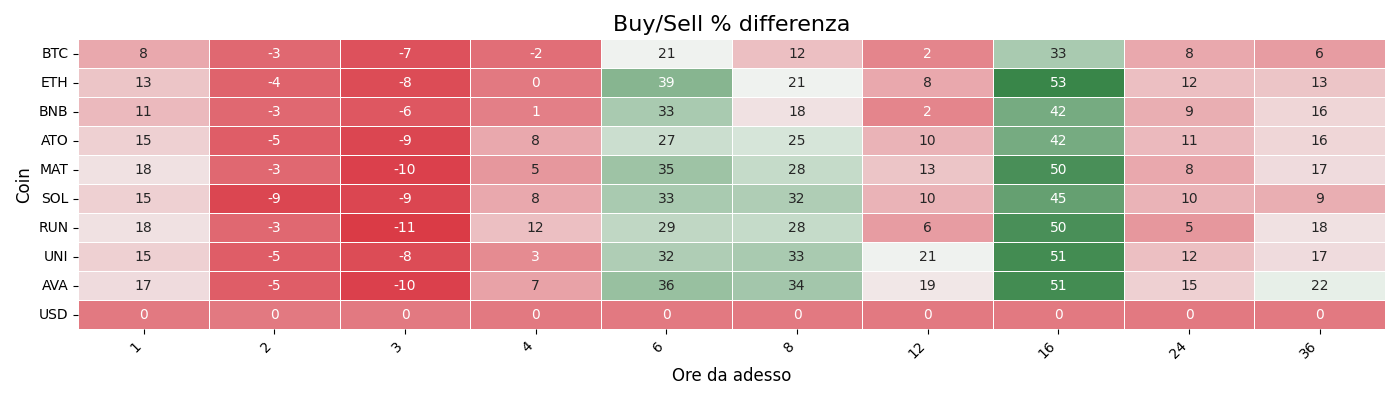 Buy/Sell % differenza
Coin
BTC 8 -3 -7 -2 21 12 2 33 8 6
ETH 13 -4 -8 0 39 21 8 53 12 13
BNB 11 -3 -6 1 33 18 2 42 9 16
ATO 15 -5 -9 8 27 25 10 42 11 16
MAT 18 -3 -10 5 35 28 13 50 8 17
SOL 15 -9 -9 8 33 32 10 45 10 9
RUN 18 -3 -11 12 29 28 6 50 5 18
UNI 15 -5 -8 3 32 33 21 51 12 17
AVA 17 -5 -10 7 36 34 19 51 15 22
USD 0 0 0 0 0 0 0 0 0 0
1 2 3 4 6 8 12 16 24 36
Ore da adesso